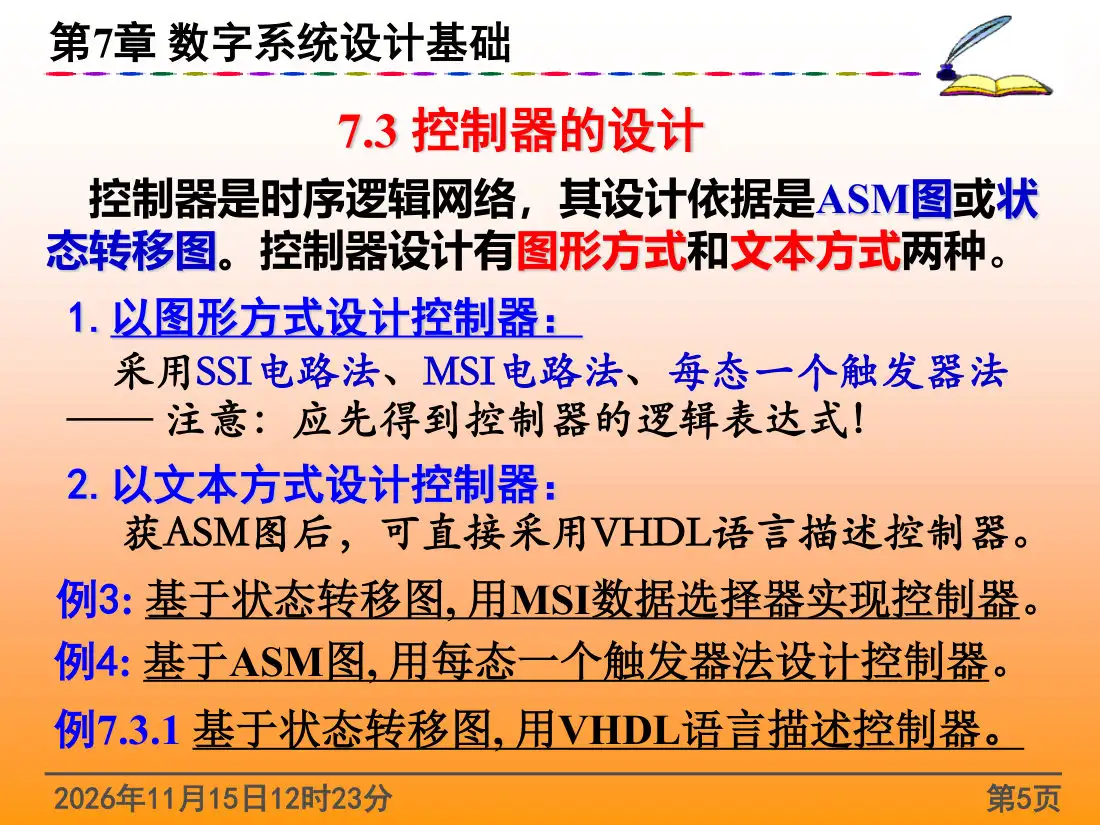 第7章 数字系统设计基础
7.3 控制器的设计
控制器是时序逻辑网络，其设计依据是ASM图或状
态转移图。控制器设计有图形方式和文本方式两种。
1. 以图形方式设计控制器：
采用SSI电路法、MSI电路法、每态一个触发器法
—— 注意：应先得到控制器的逻辑表达式！
2. 以文本方式设计控制器：
获ASM图后，可直接采用VHDL语言描述控制器。
例3: 基于状态转移图, 用MSI数据选择器实现控制器。
例4: 基于ASM图, 用每态一个触发器法设计控制器。
例7.3.1 基于状态转移图, 用VHDL语言描述控制器。
2026年11月15日12时23分
第5页